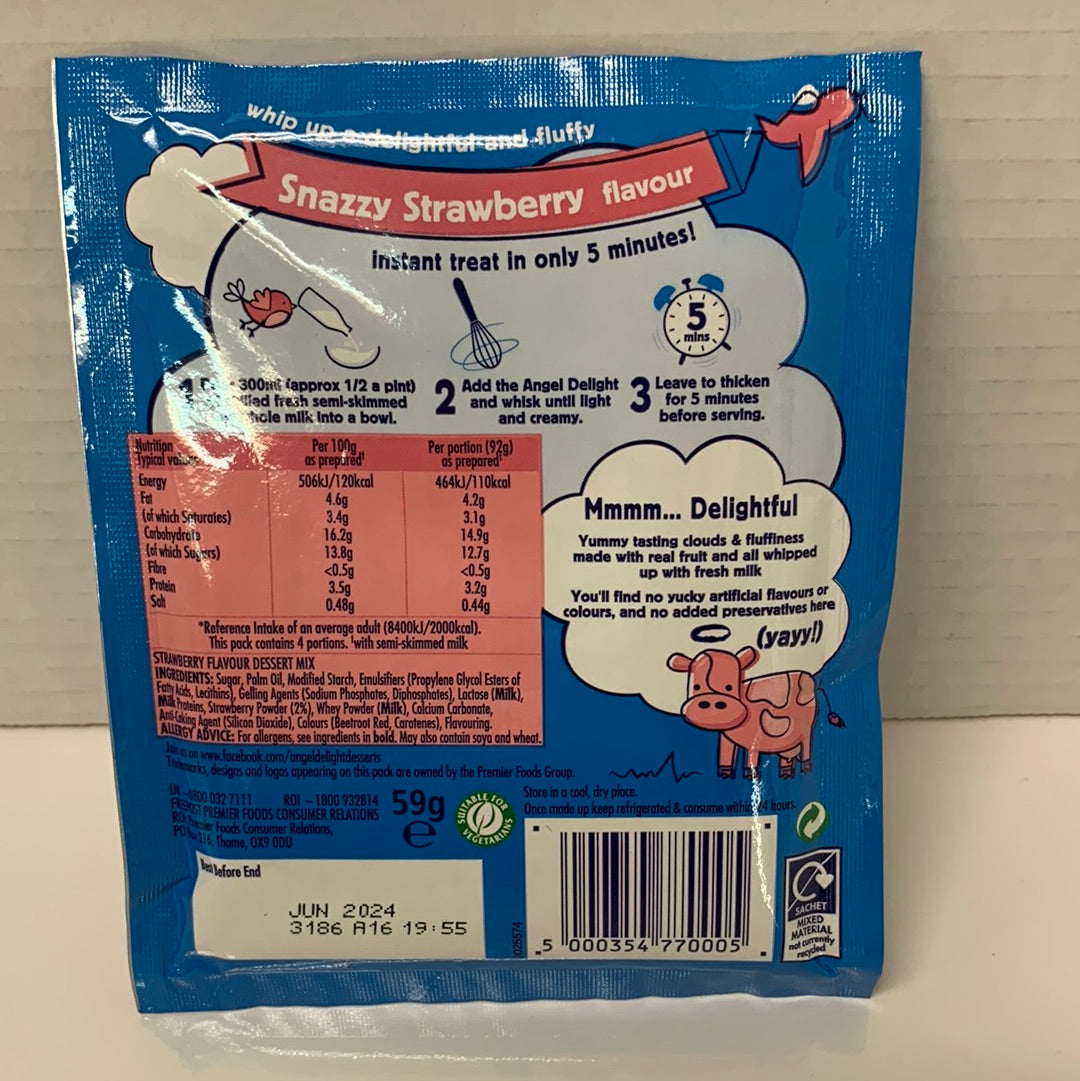 whip up a delightful and fluffy
Snazzy Strawberry flavour
instant treat in only 5 minutes!
5
mins
300ml (approx 1/2 a pint)
fresh semi-skimmed
milk into a bowl.
2 Add the Angel Delight
and whisk until light
and creamy.
3 Leave to thicken
for 5 minutes
before serving.
Nutrition Per 100g Per portion (92g)
Typical values as prepared† as prepared†
Energy 506kJ/120kcal 464kJ/110kcal
Fat 4.6g 4.2g
(of which Saturates) 3.4g 3.1g
Carbohydrate 16.2g 14.9g
(of which Sugars) 13.8g 12.7g
Fibre <0.5g <0.5g
Protein 3.5g 3.2g
Salt 0.48g 0.44g
*Reference Intake of an average adult (8400kJ/2000kcal).
This pack contains 4 portions. †with semi-skimmed milk
STRAWBERRY FLAVOUR DESSERT MIX
INGREDIENTS: Sugar, Palm Oil, Modified Starch, Emulsifiers (Propylene Glycol Esters of
Fatty Acids, Lecithins), Gelling Agents (Sodium Phosphates, Diphosphates), Lactose (Milk),
Milk Proteins, Strawberry Powder (2%), Whey Powder (Milk), Calcium Carbonate,
Anti-Caking Agent (Silicon Dioxide), Colours (Beetroot Red, Carotenes), Flavouring.
ALLERGY ADVICE: For allergens, see ingredients in bold. May also contain soya and wheat.
Mmmm... Delightful
Yummy tasting clouds & fluffiness
made with real fruit and all whipped
up with fresh milk
You'll find no yucky artificial flavours or
colours, and no added preservatives here
(yayy!)
Join us on www.facebook.com/angeldelightdesserts
Trademarks, designs and logos appearing on this pack are owned by the Premier Foods Group.
UK – 0800 032 7111 ROI – 1800 932814
FREEPOST PREMIER FOODS CONSUMER RELATIONS
ROI Premier Foods Consumer Relations,
PO Box 216, Thame, OX9 0DU
59g
e
SUITABLE FOR
VEGETARIANS
Store in a cool, dry place.
Once made up keep refrigerated & consume within 24 hours.
Best Before End
JUN 2024
3186 A16 19:55
5 000354 770005
SACHET
MIXED
MATERIAL
not currently
recycled